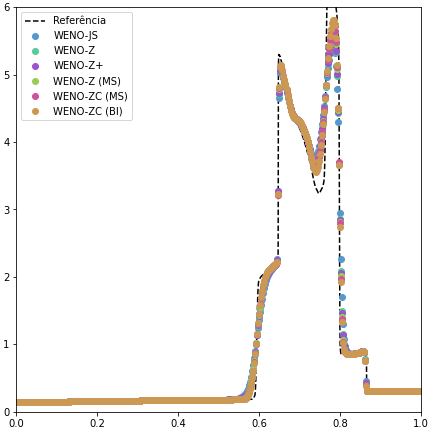 Referência
WENO-JS
WENO-Z
WENO-Z+
WENO-Z (MS)
WENO-ZC (MS)
WENO-ZC (BI)
6
5
4
3
2
1
0
0.0 0.2 0.4 0.6 0.8 1.0